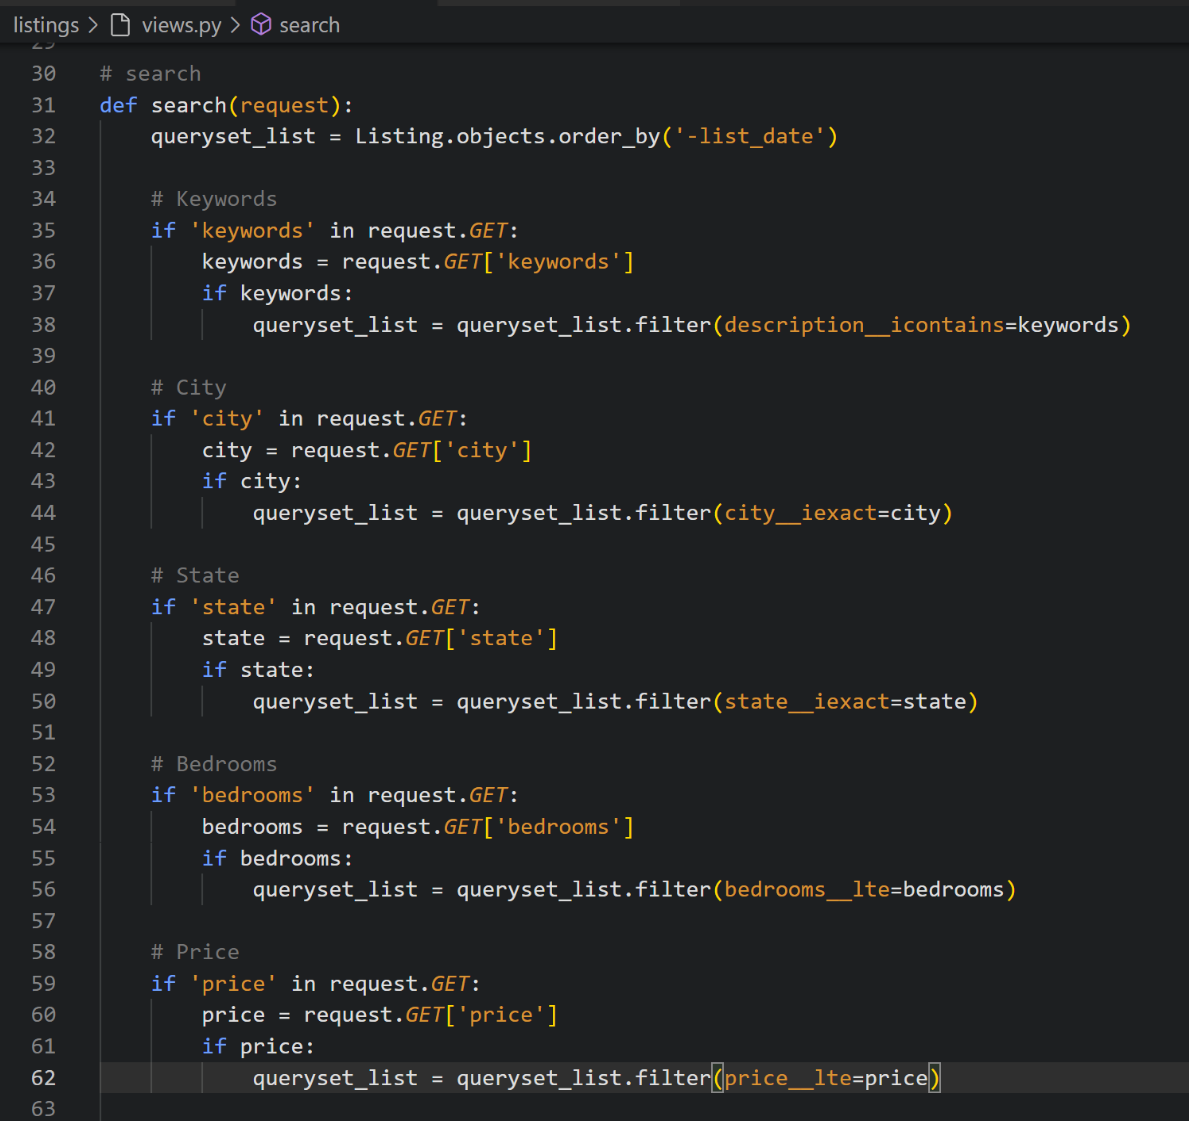 listings > views.py > search
29
30 # search
31 def search(request):
32     queryset_list = Listing.objects.order_by('-list_date')
33
34     # Keywords
35     if 'keywords' in request.GET:
36         keywords = request.GET['keywords']
37         if keywords:
38             queryset_list = queryset_list.filter(description__icontains=keywords)
39
40     # City
41     if 'city' in request.GET:
42         city = request.GET['city']
43         if city:
44             queryset_list = queryset_list.filter(city__iexact=city)
45
46     # State
47     if 'state' in request.GET:
48         state = request.GET['state']
49         if state:
50             queryset_list = queryset_list.filter(state__iexact=state)
51
52     # Bedrooms
53     if 'bedrooms' in request.GET:
54         bedrooms = request.GET['bedrooms']
55         if bedrooms:
56             queryset_list = queryset_list.filter(bedrooms__lte=bedrooms)
57
58     # Price
59     if 'price' in request.GET:
60         price = request.GET['price']
61         if price:
62             queryset_list = queryset_list.filter(price__lte=price)
63